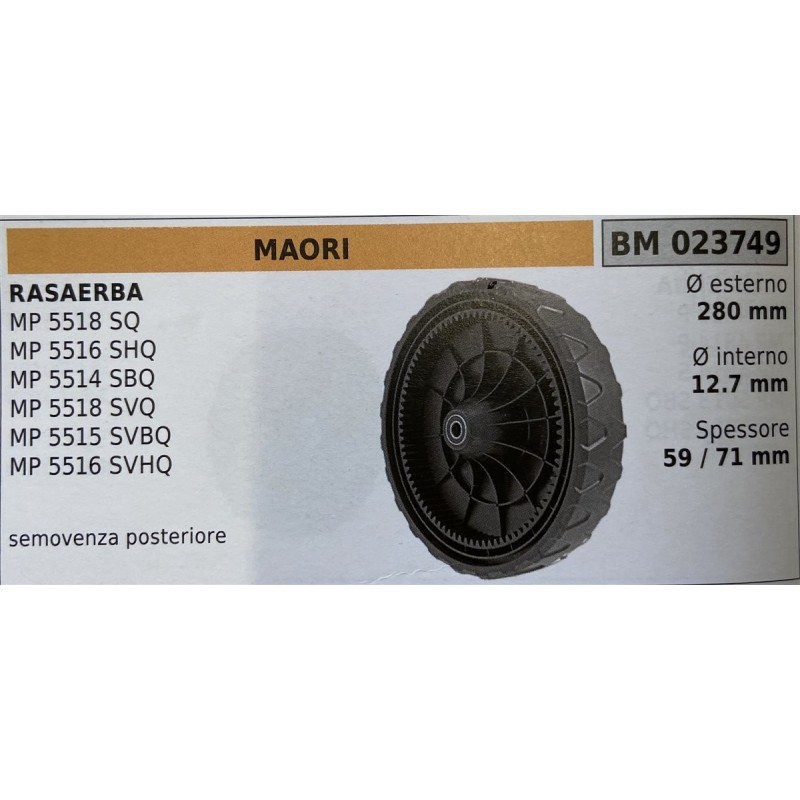 MAORI
BM 023749
RASAERBA
MP 5518 SQ
MP 5516 SHQ
MP 5514 SBQ
MP 5518 SVQ
MP 5515 SVBQ
MP 5516 SVHQ
semovenza posteriore
Ø esterno
280 mm
Ø interno
12.7 mm
Spessore
59 / 71 mm